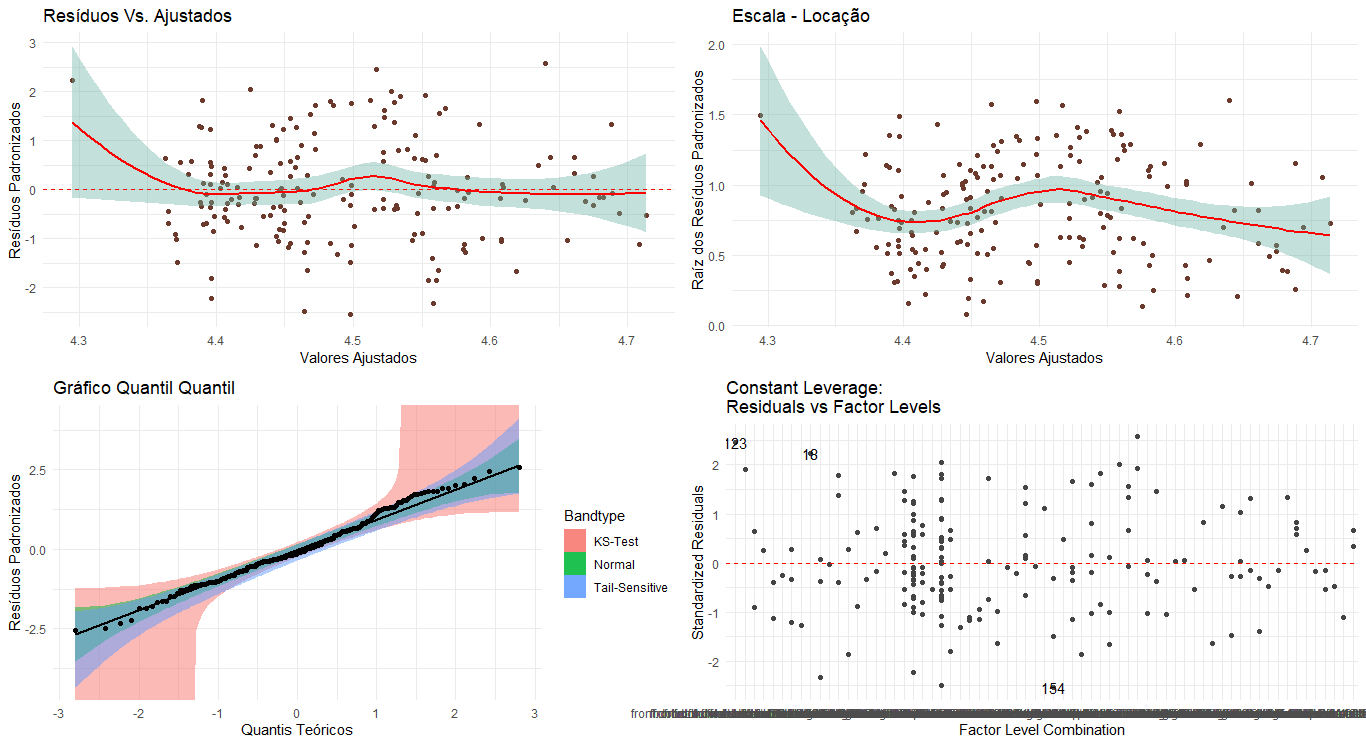 Resíduos Vs. Ajustados
Resíduos Padronizados
3
2
1
0
-1
-2
4.3
4.4
4.5
4.6
4.7
Valores Ajustados
Escala - Locação
Raíz dos Resíduos Padronizados
2.0
1.5
1.0
0.5
0.0
4.3
4.4
4.5
4.6
4.7
Valores Ajustados
Gráfico Quantil Quantil
Resíduos Padronizados
2.5
0.0
-2.5
-3
-2
-1
0
1
2
3
Quantis Teóricos
Bandtype
KS-Test
Normal
Tail-Sensitive
Constant Leverage:
Residuals vs Factor Levels
Standardized Residuals
2
1
0
-1
-2
123
18
154
Factor Level Combination